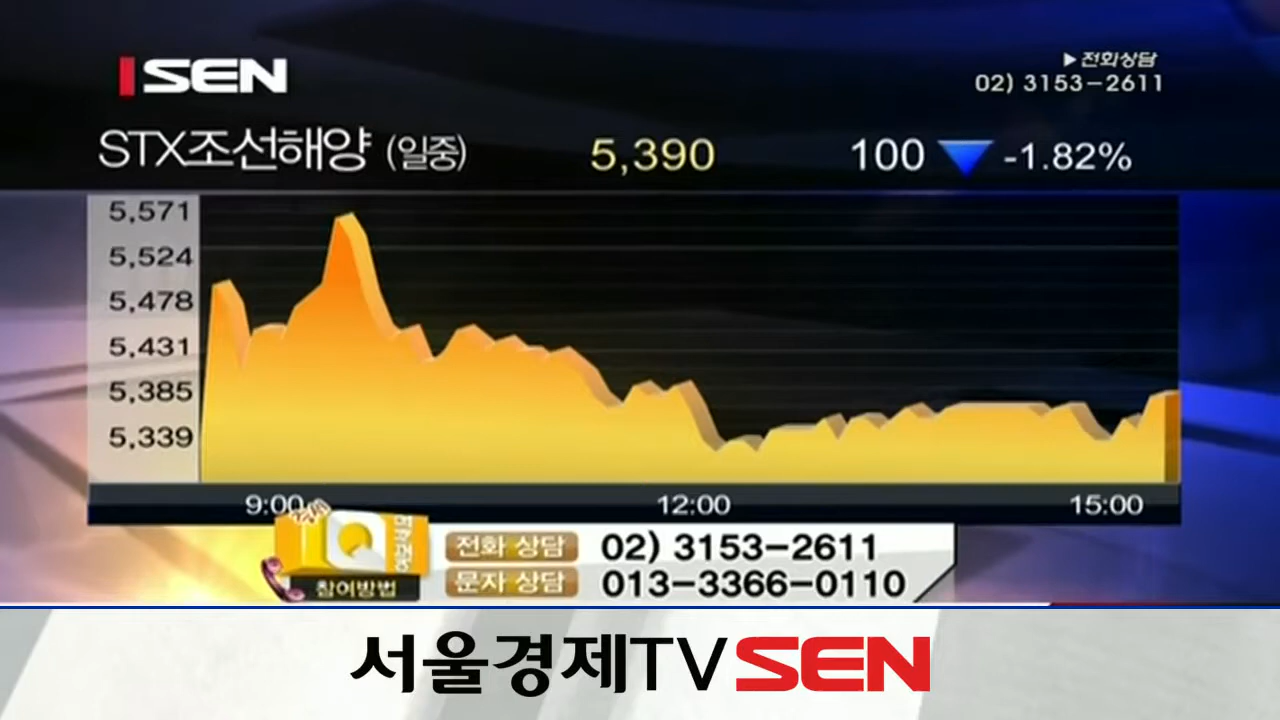 SEN
▶전화상담
02) 3153-2611
STX조선해양 (일중) 5,390 100 ▼ -1.82%
5,571
5,524
5,478
5,431
5,385
5,339
9:00 12:00 15:00
Q
참여방법
전화 상담 02) 3153-2611
문자 상담 013-3366-0110
서울경제TV SEN